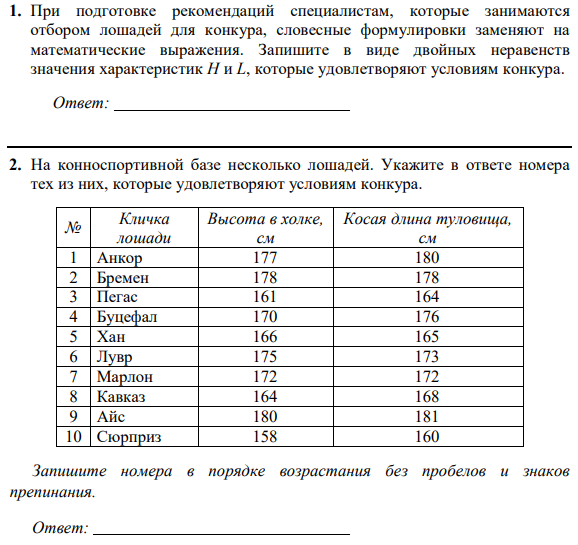 1. При подготовке рекомендаций специалистам, которые занимаются
отбором лошадей для конкура, словесные формулировки заменяют на
математические выражения. Запишите в виде двойных неравенств
значения характеристик H и L, которые удовлетворяют условиям конкура.
Ответ: ____________________
2. На конноспортивной базе несколько лошадей. Укажите в ответе номера
тех из них, которые удовлетворяют условиям конкура.
№ Кличка лошади Высота в холке, см Косая длина туловища, см
1 Анкор 177 180
2 Бремен 178 178
3 Пегас 161 164
4 Буцефал 170 176
5 Хан 166 165
6 Лувр 175 173
7 Марлон 172 172
8 Кавказ 164 168
9 Айс 180 181
10 Сюрприз 158 160
Запишите номера в порядке возрастания без пробелов и знаков
препинания.
Ответ: ____________________